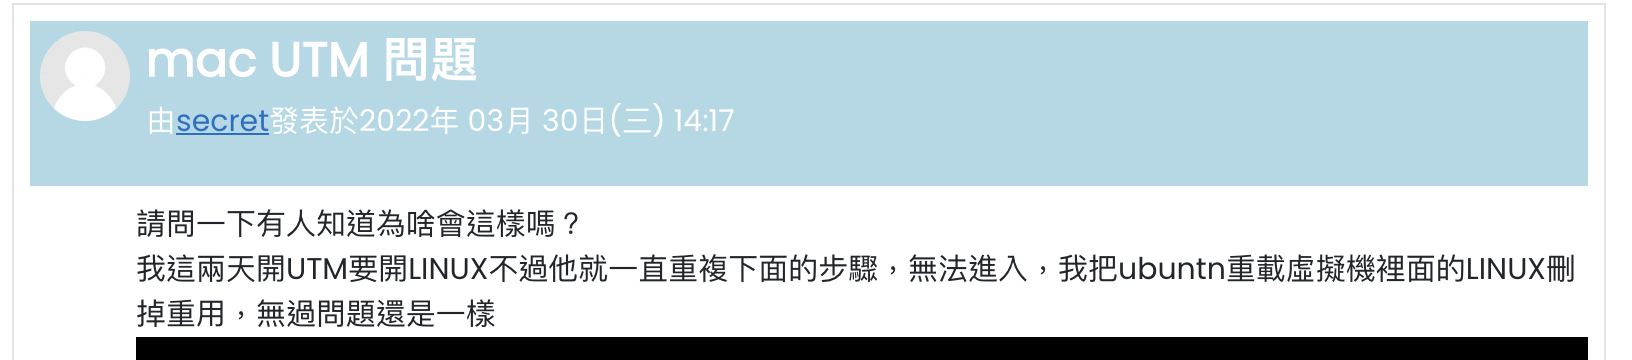 mac UTM 問題
由secret發表於2022年 03月 30日(三) 14:17
請問一下有人知道為啥會這樣嗎？
我這兩天開UTM要開LINUX不過他就一直重複下面的步驟，無法進入，我把ubuntn重載虛擬機裡面的LINUX刪
掉重用，無過問題還是一樣